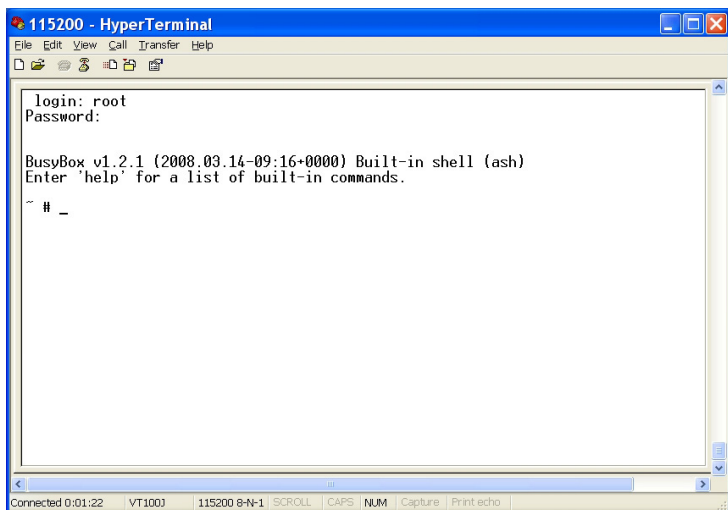 115200 - HyperTerminal
File Edit View Call Transfer Help
login: root
Password:
BusyBox v1.2.1 (2008.03.14-09:16+0000) Built-in shell (ash)
Enter 'help' for a list of built-in commands.
~ # _
Connected 0:01:22 VT100J 115200 8-N-1 SCROLL CAPS NUM Capture Print echo